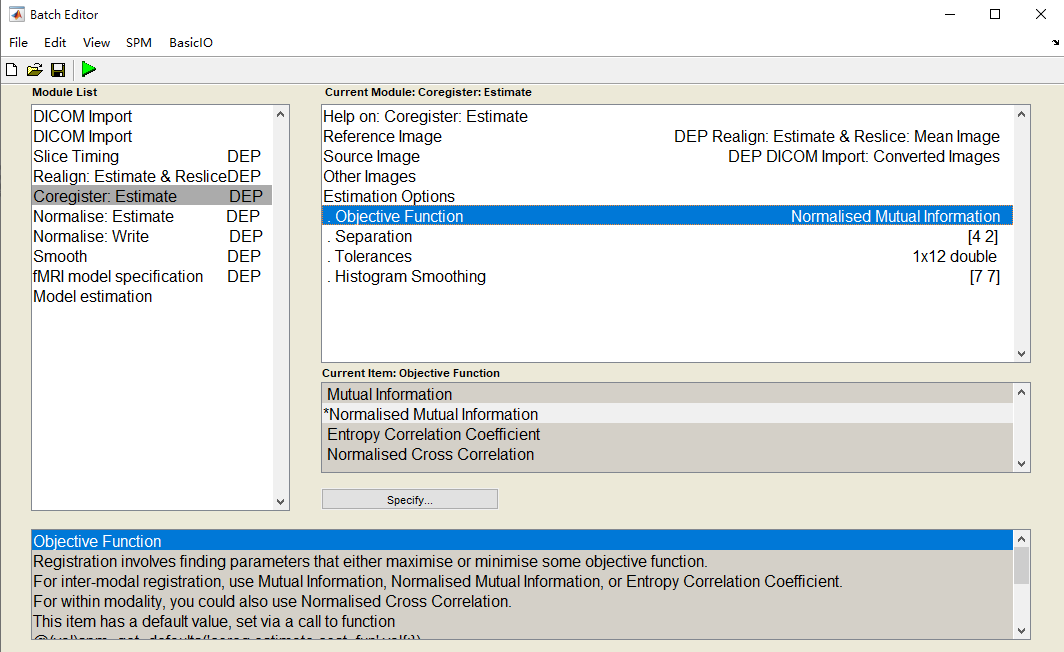 Batch Editor
File Edit View SPM BasicIO
Module List
DICOM Import
DICOM Import
Slice Timing DEP
Realign: Estimate & ResliceDEP
Coregister: Estimate DEP
Normalise: Estimate DEP
Normalise: Write DEP
Smooth DEP
fMRI model specification DEP
Model estimation
Current Module: Coregister: Estimate
Help on: Coregister: Estimate
Reference Image DEP Realign: Estimate & Reslice: Mean Image
Source Image DEP DICOM Import: Converted Images
Other Images
Estimation Options
. Objective Function Normalised Mutual Information
. Separation [4 2]
. Tolerances 1x12 double
. Histogram Smoothing [7 7]
Current Item: Objective Function
Mutual Information
*Normalised Mutual Information
Entropy Correlation Coefficient
Normalised Cross Correlation
Specify...
Objective Function
Registration involves finding parameters that either maximise or minimise some objective function.
For inter-modal registration, use Mutual Information, Normalised Mutual Information, or Entropy Correlation Coefficient.
For within modality, you could also use Normalised Cross Correlation.
This item has a default value, set via a call to function